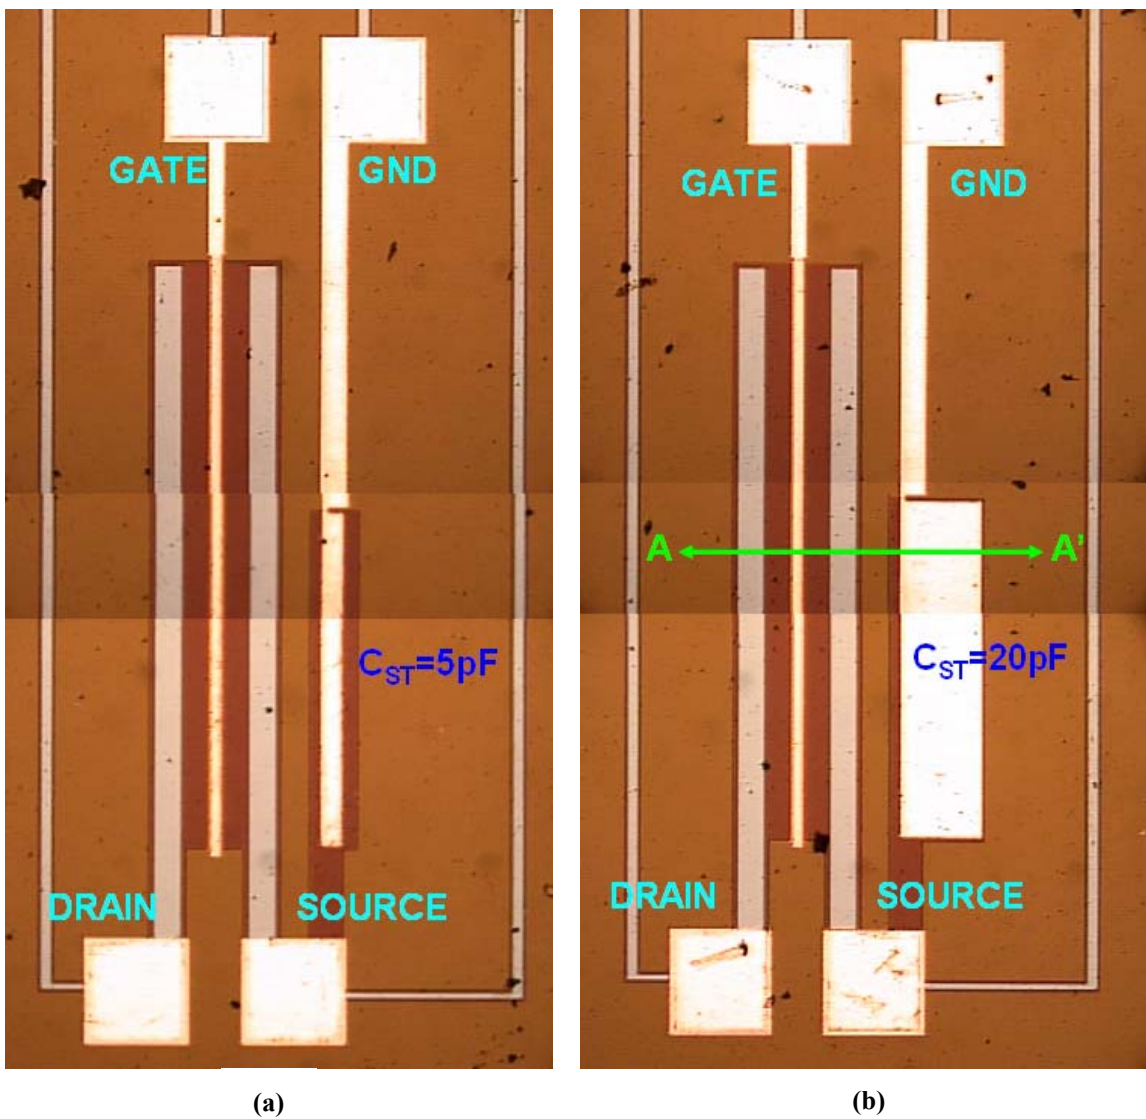 GATE
GND
C_ST=5pF
DRAIN
SOURCE
(a)
GATE
GND
A
A'
C_ST=20pF
DRAIN
SOURCE
(b)